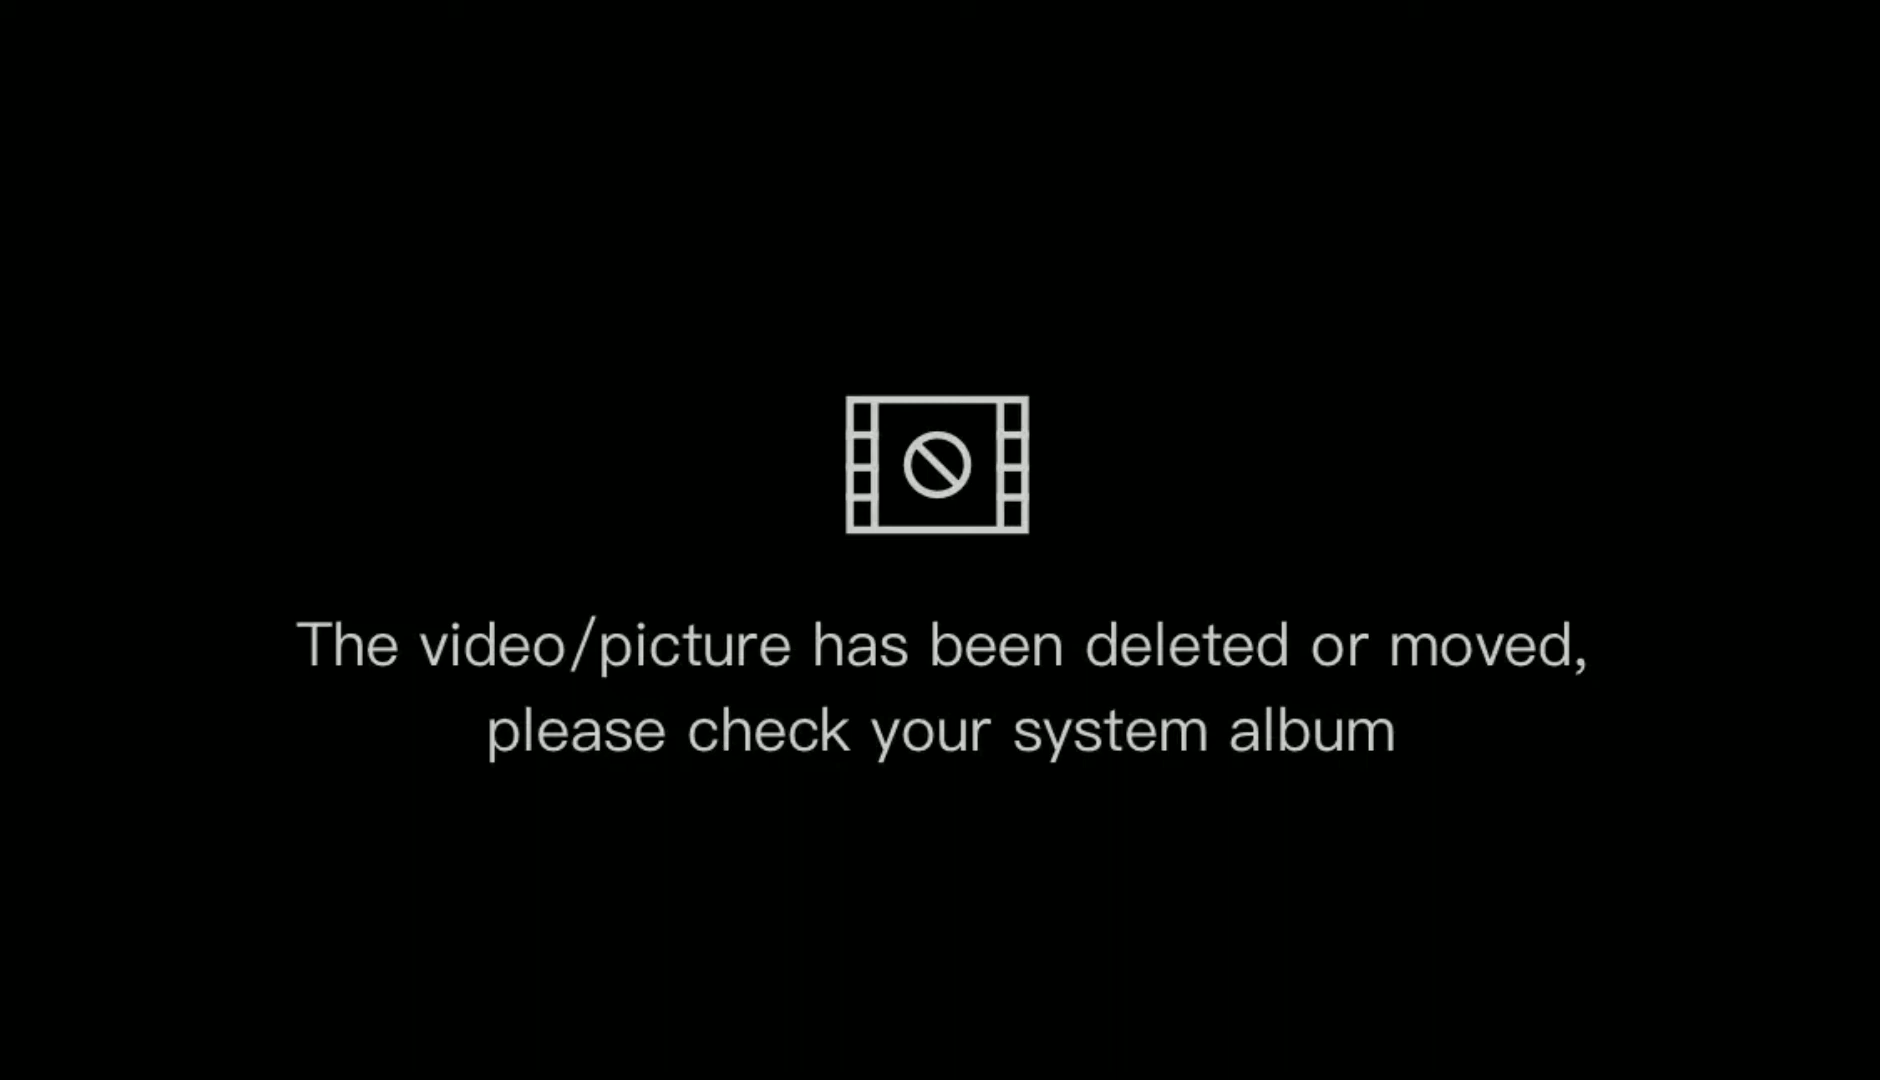 The video/picture has been deleted or moved,
please check your system album